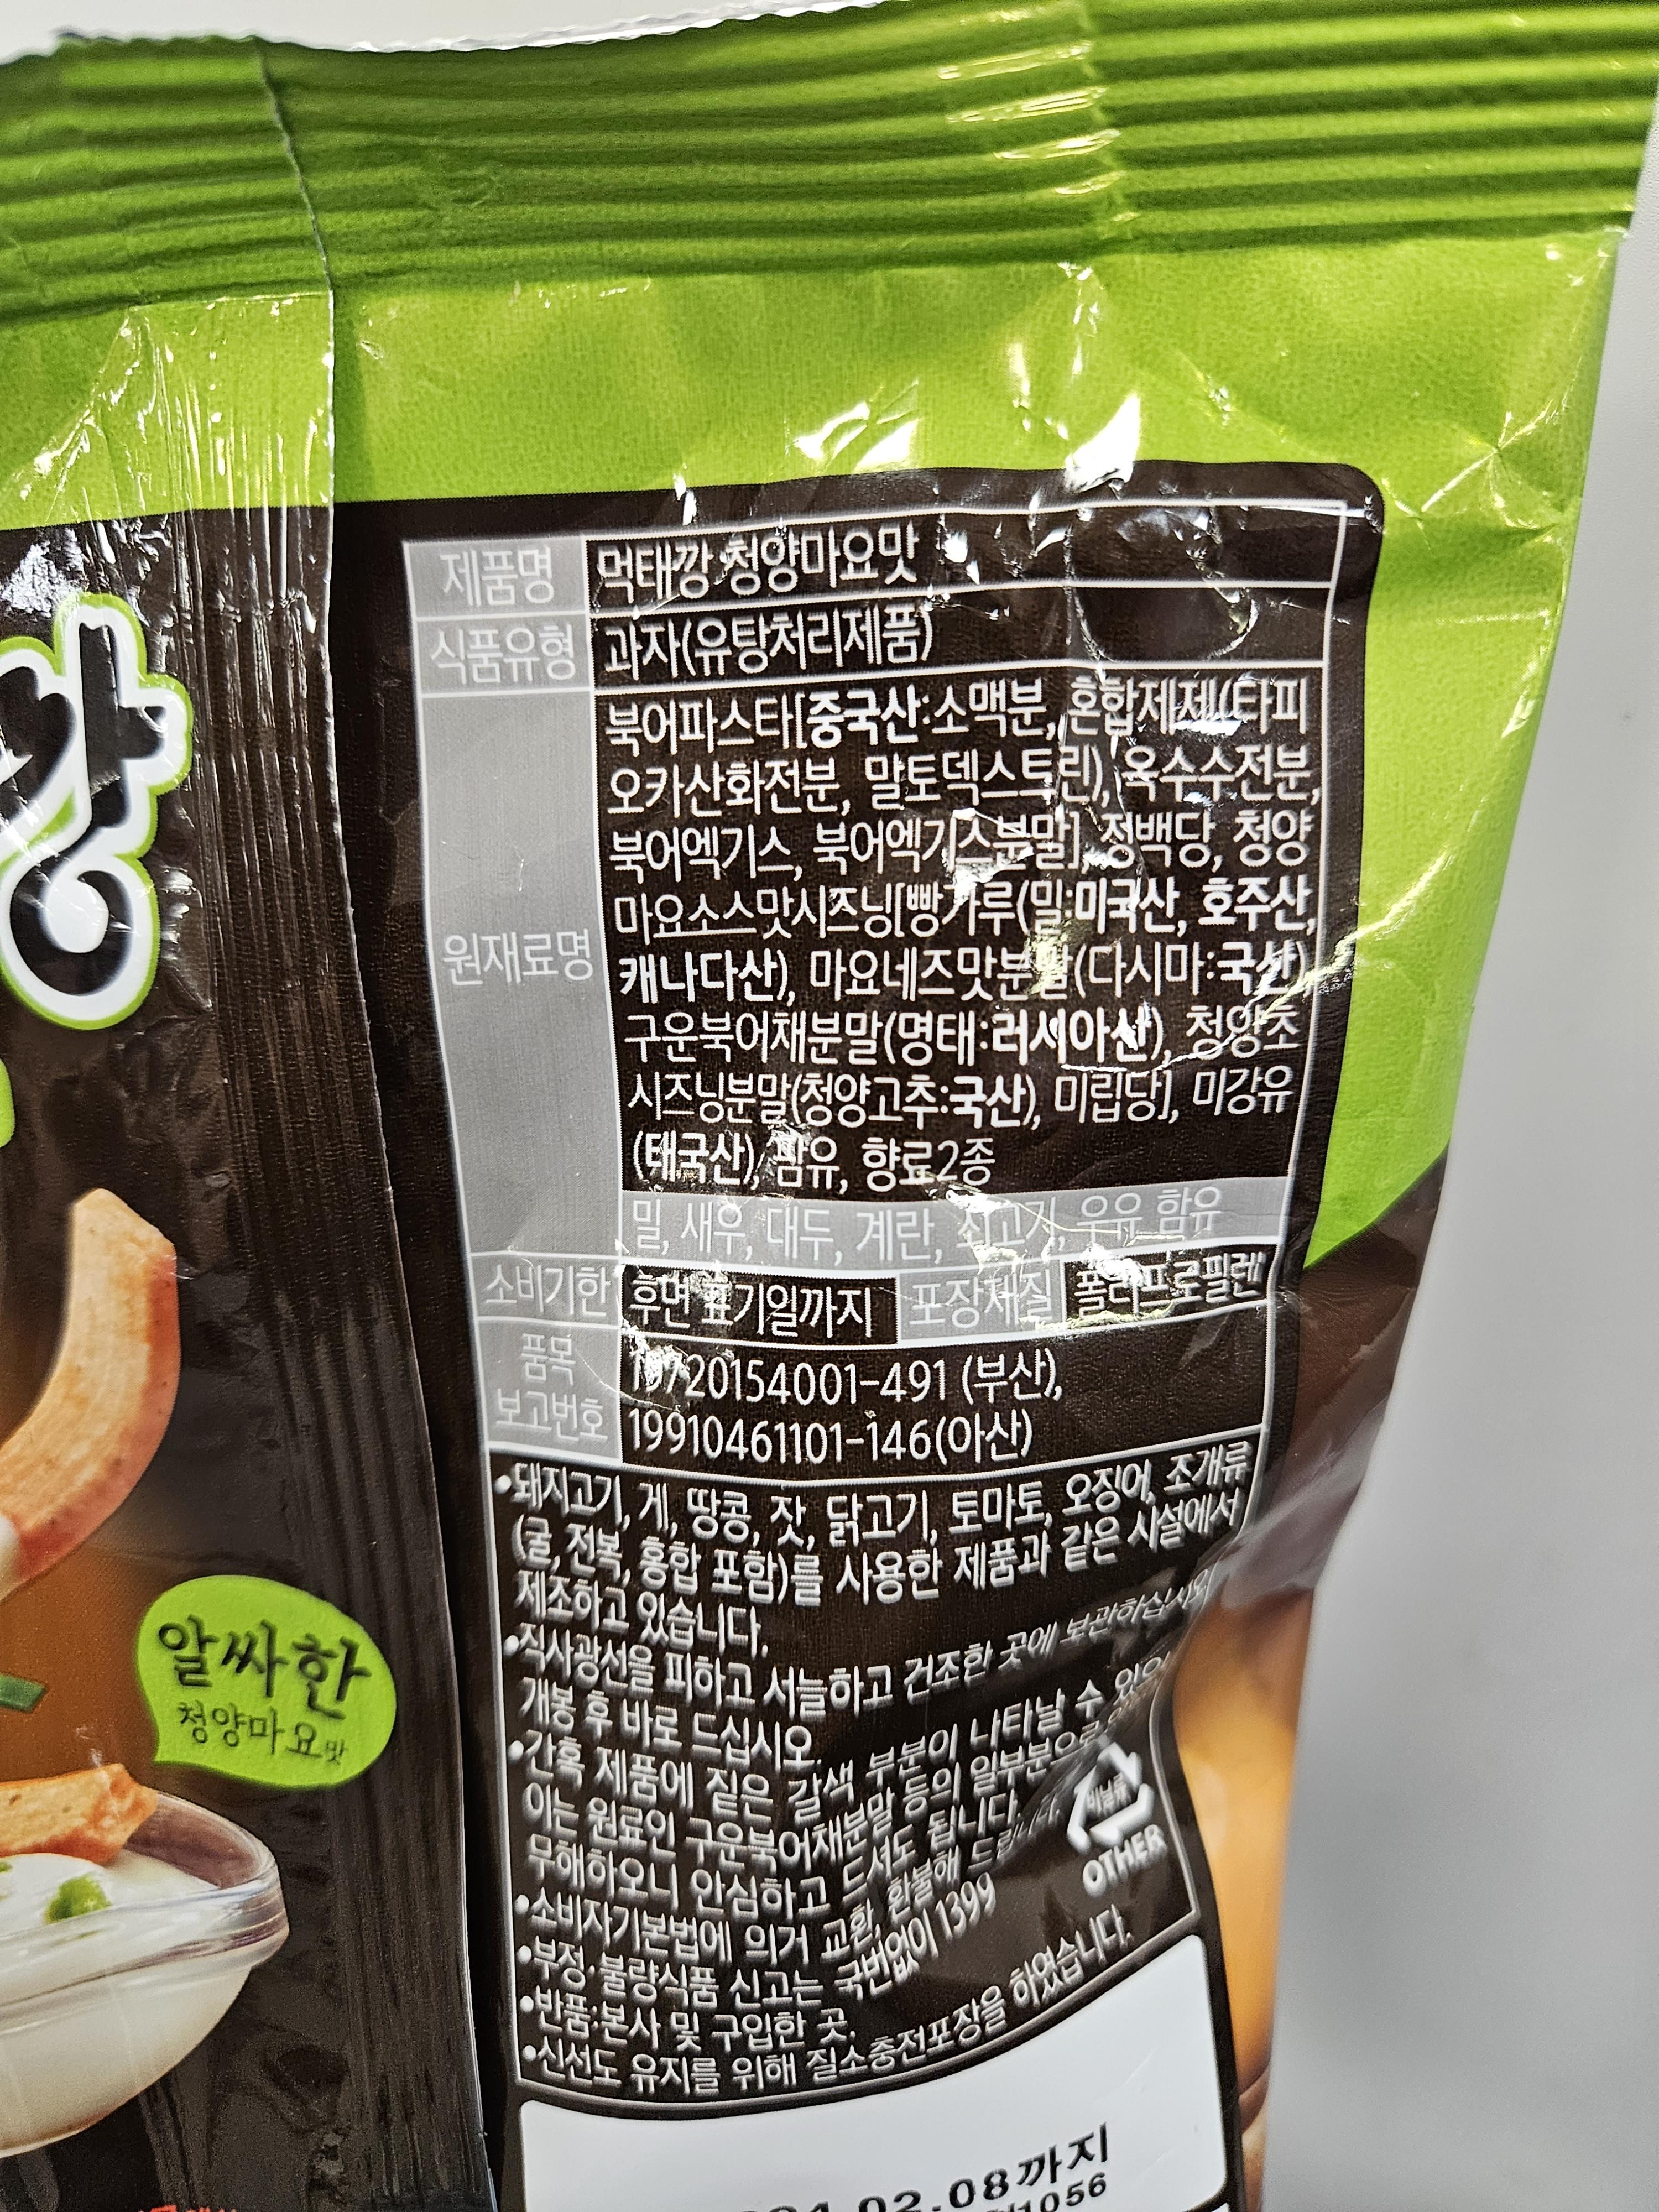 깡
알싸한
청양마요맛
제품명 먹태깡 청양마요맛
식품유형 과자(유탕처리제품)
원재료명
북어파스타[중국산:소맥분, 혼합제제(타피
오카산화전분, 말토덱스트린), 옥수수전분,
북어엑기스, 북어엑기스분말], 정백당, 청양
마요소스맛시즈닝[빵가루(밀:미국산, 호주산,
캐나다산), 마요네즈맛분말(다시마:국산),
구운북어채분말(명태:러시아산), 청양초
시즈닝분말(청양고추:국산), 미립당], 미강유
(태국산), 팜유, 향료2종
밀, 새우, 대두, 계란, 쇠고기, 우유 함유
소비기한 후면 표기일까지 포장재질 폴리프로필렌
품목
보고번호
19720154001-491 (부산),
19910461101-146(아산)
•돼지고기, 게, 땅콩, 잣, 닭고기, 토마토, 오징어, 조개류
(굴, 전복, 홍합 포함)를 사용한 제품과 같은 시설에서
제조하고 있습니다.
•직사광선을 피하고 서늘하고 건조한 곳에 보관하십시오
개봉 후 바로 드십시오.
•간혹 제품에 짙은 갈색 부분이 나타날 수 있으
이는 원료인 구운북어채분말 등의 일부분으로
무해하오니 안심하고 드셔도 됩니다.
•소비자기본법에 의거 교환, 환불해 드립니다.
•부정·불량식품 신고는 국번없이 1399
•반품:본사 및 구입한 곳.
•신선도 유지를 위해 질소충전포장을 하였습니다.
비닐류
OTHER
02.08까지
1056